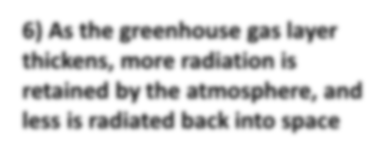 6) As the greenhouse gas layer
thickens, more radiation is
retained by the atmosphere, and
less is radiated back into space